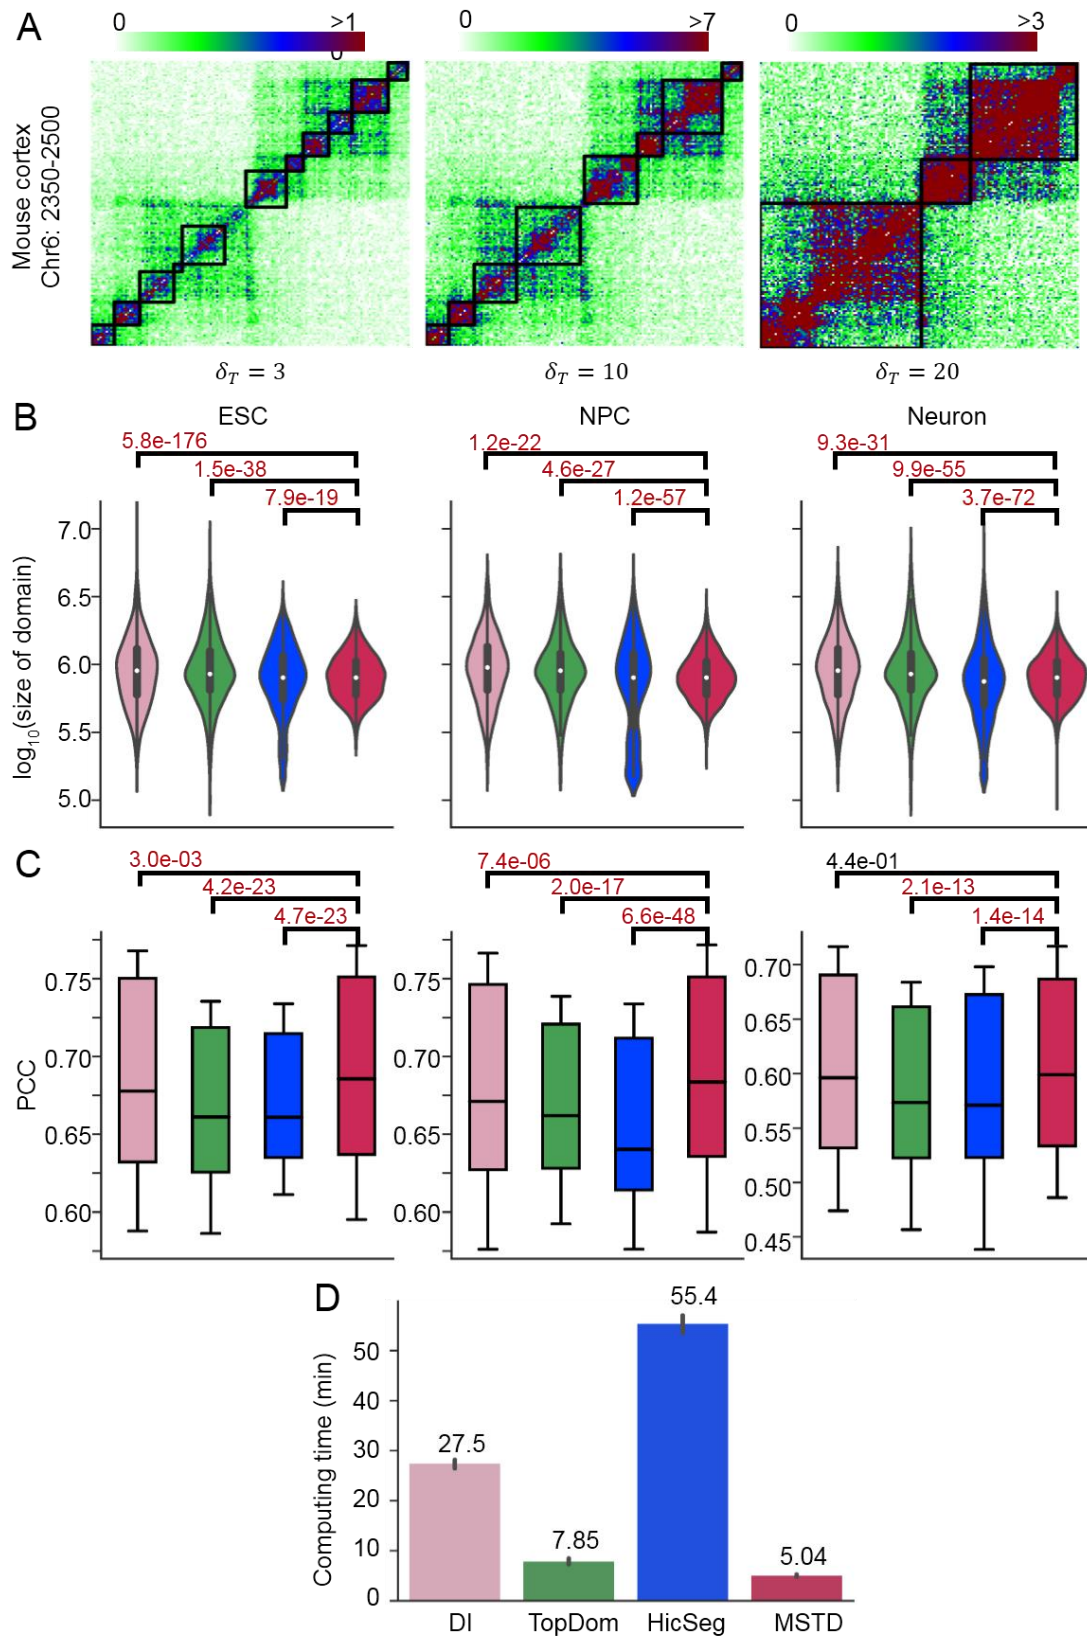 A
0 >10
0 >7
0 >3
Mouse cortex
Chr6: 2350-2500
δ_T = 3
δ_T = 10
δ_T = 20
B
ESC
NPC
Neuron
5.8e-176
1.5e-38
7.9e-19
1.2e-22
4.6e-27
1.2e-57
9.3e-31
9.9e-55
3.7e-72
log₁₀(size of domain)
7.0
6.5
6.0
5.5
5.0
C
3.0e-03
4.2e-23
4.7e-23
7.4e-06
2.0e-17
6.6e-48
4.4e-01
2.1e-13
1.4e-14
PCC
0.75
0.70
0.65
0.60
0.75
0.70
0.65
0.60
0.70
0.65
0.60
0.55
0.50
0.45
D
Computing time (min)
50
40
30
20
10
0
27.5
7.85
55.4
5.04
DI
TopDom
HicSeg
MSTD